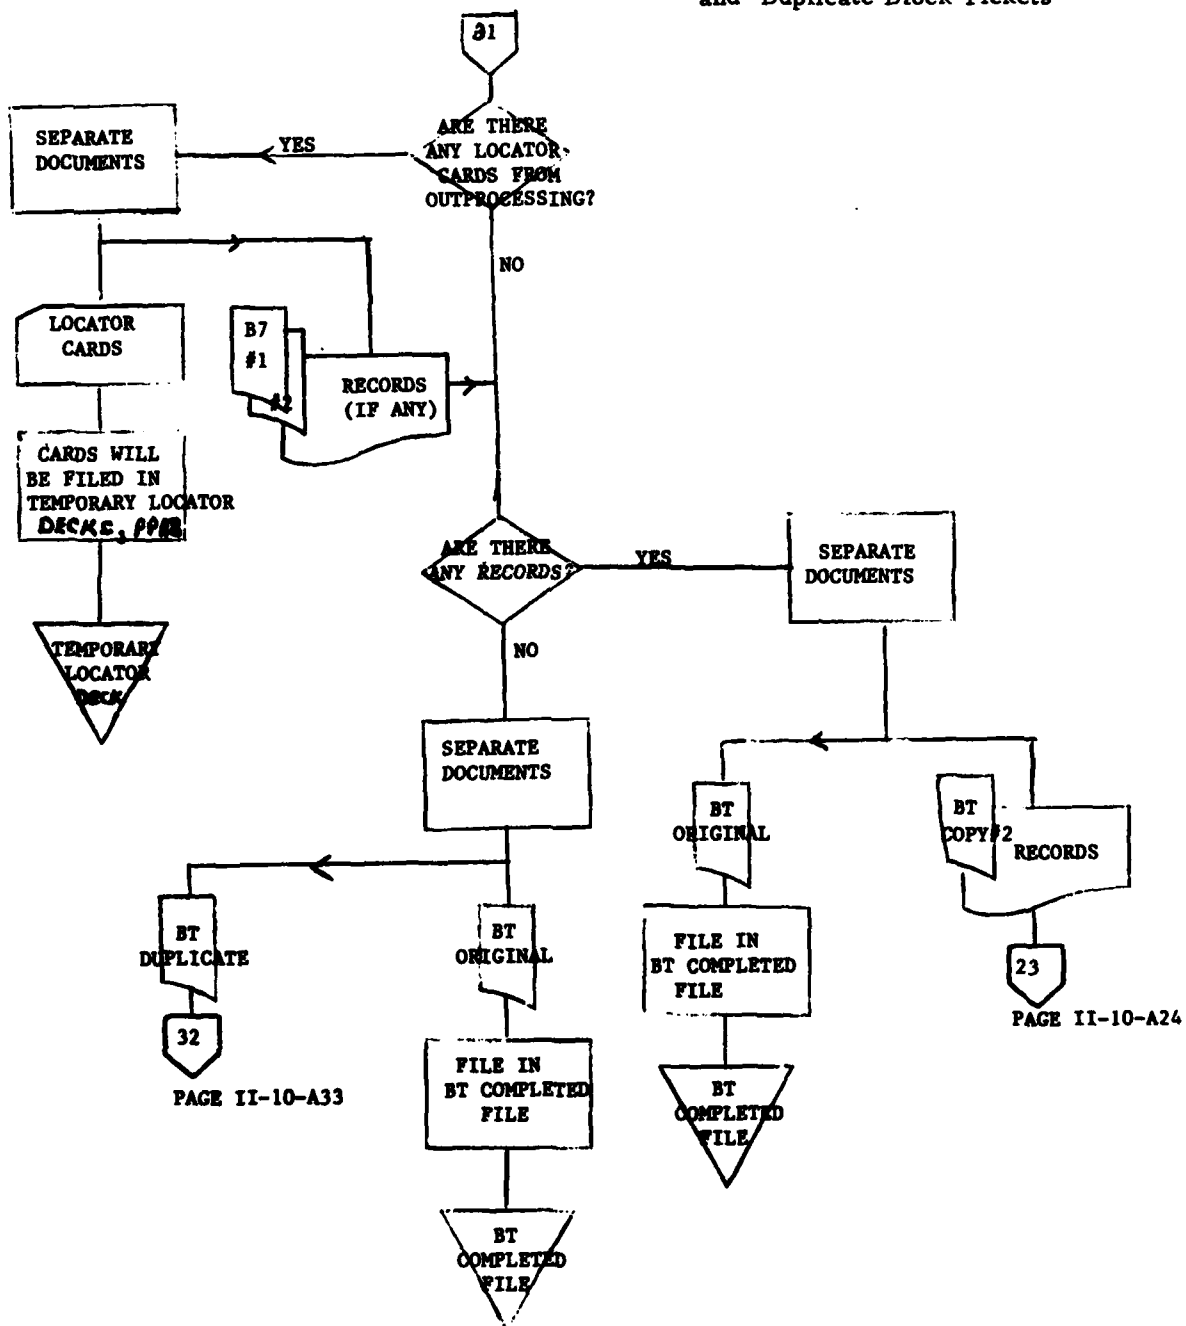 and Duplicate Block Tickets
31
ARE THERE
ANY LOCATOR
CARDS FROM
OUTPROCESSING?
YES
SEPARATE
DOCUMENTS
NO
LOCATOR
CARDS
B7
#1
#2
RECORDS
(IF ANY)
CARDS WILL
BE FILED IN
TEMPORARY LOCATOR
TEMPORARY
LOCATOR
DECK
ARE THERE
ANY RECORDS?
YES
SEPARATE
DOCUMENTS
NO
SEPARATE
DOCUMENTS
BT
ORIGINAL
BT
COPY#2
RECORDS
BT
DUPLICATE
BT
ORIGINAL
FILE IN
BT COMPLETED
FILE
23
PAGE II-10-A24
32
PAGE II-10-A33
FILE IN
BT COMPLETED
FILE
BT
COMPLETED
FILE
BT
COMPLETED
FILE